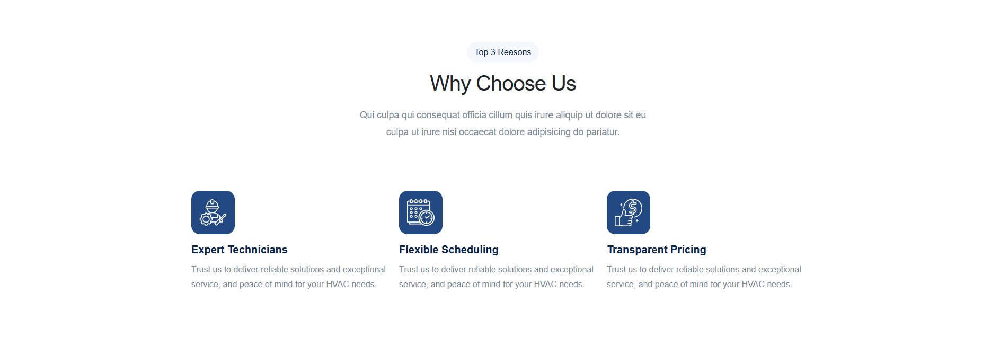 Top 3 Reasons
Why Choose Us
Qui culpa qui consequat officia cillum quis irure aliquip ut dolore sit eu
culpa ut irure nisi occaecat dolore adipisicing do pariatur.
Expert Technicians
Trust us to deliver reliable solutions and exceptional
service, and peace of mind for your HVAC needs.
Flexible Scheduling
Trust us to deliver reliable solutions and exceptional
service, and peace of mind for your HVAC needs.
Transparent Pricing
Trust us to deliver reliable solutions and exceptional
service, and peace of mind for your HVAC needs.